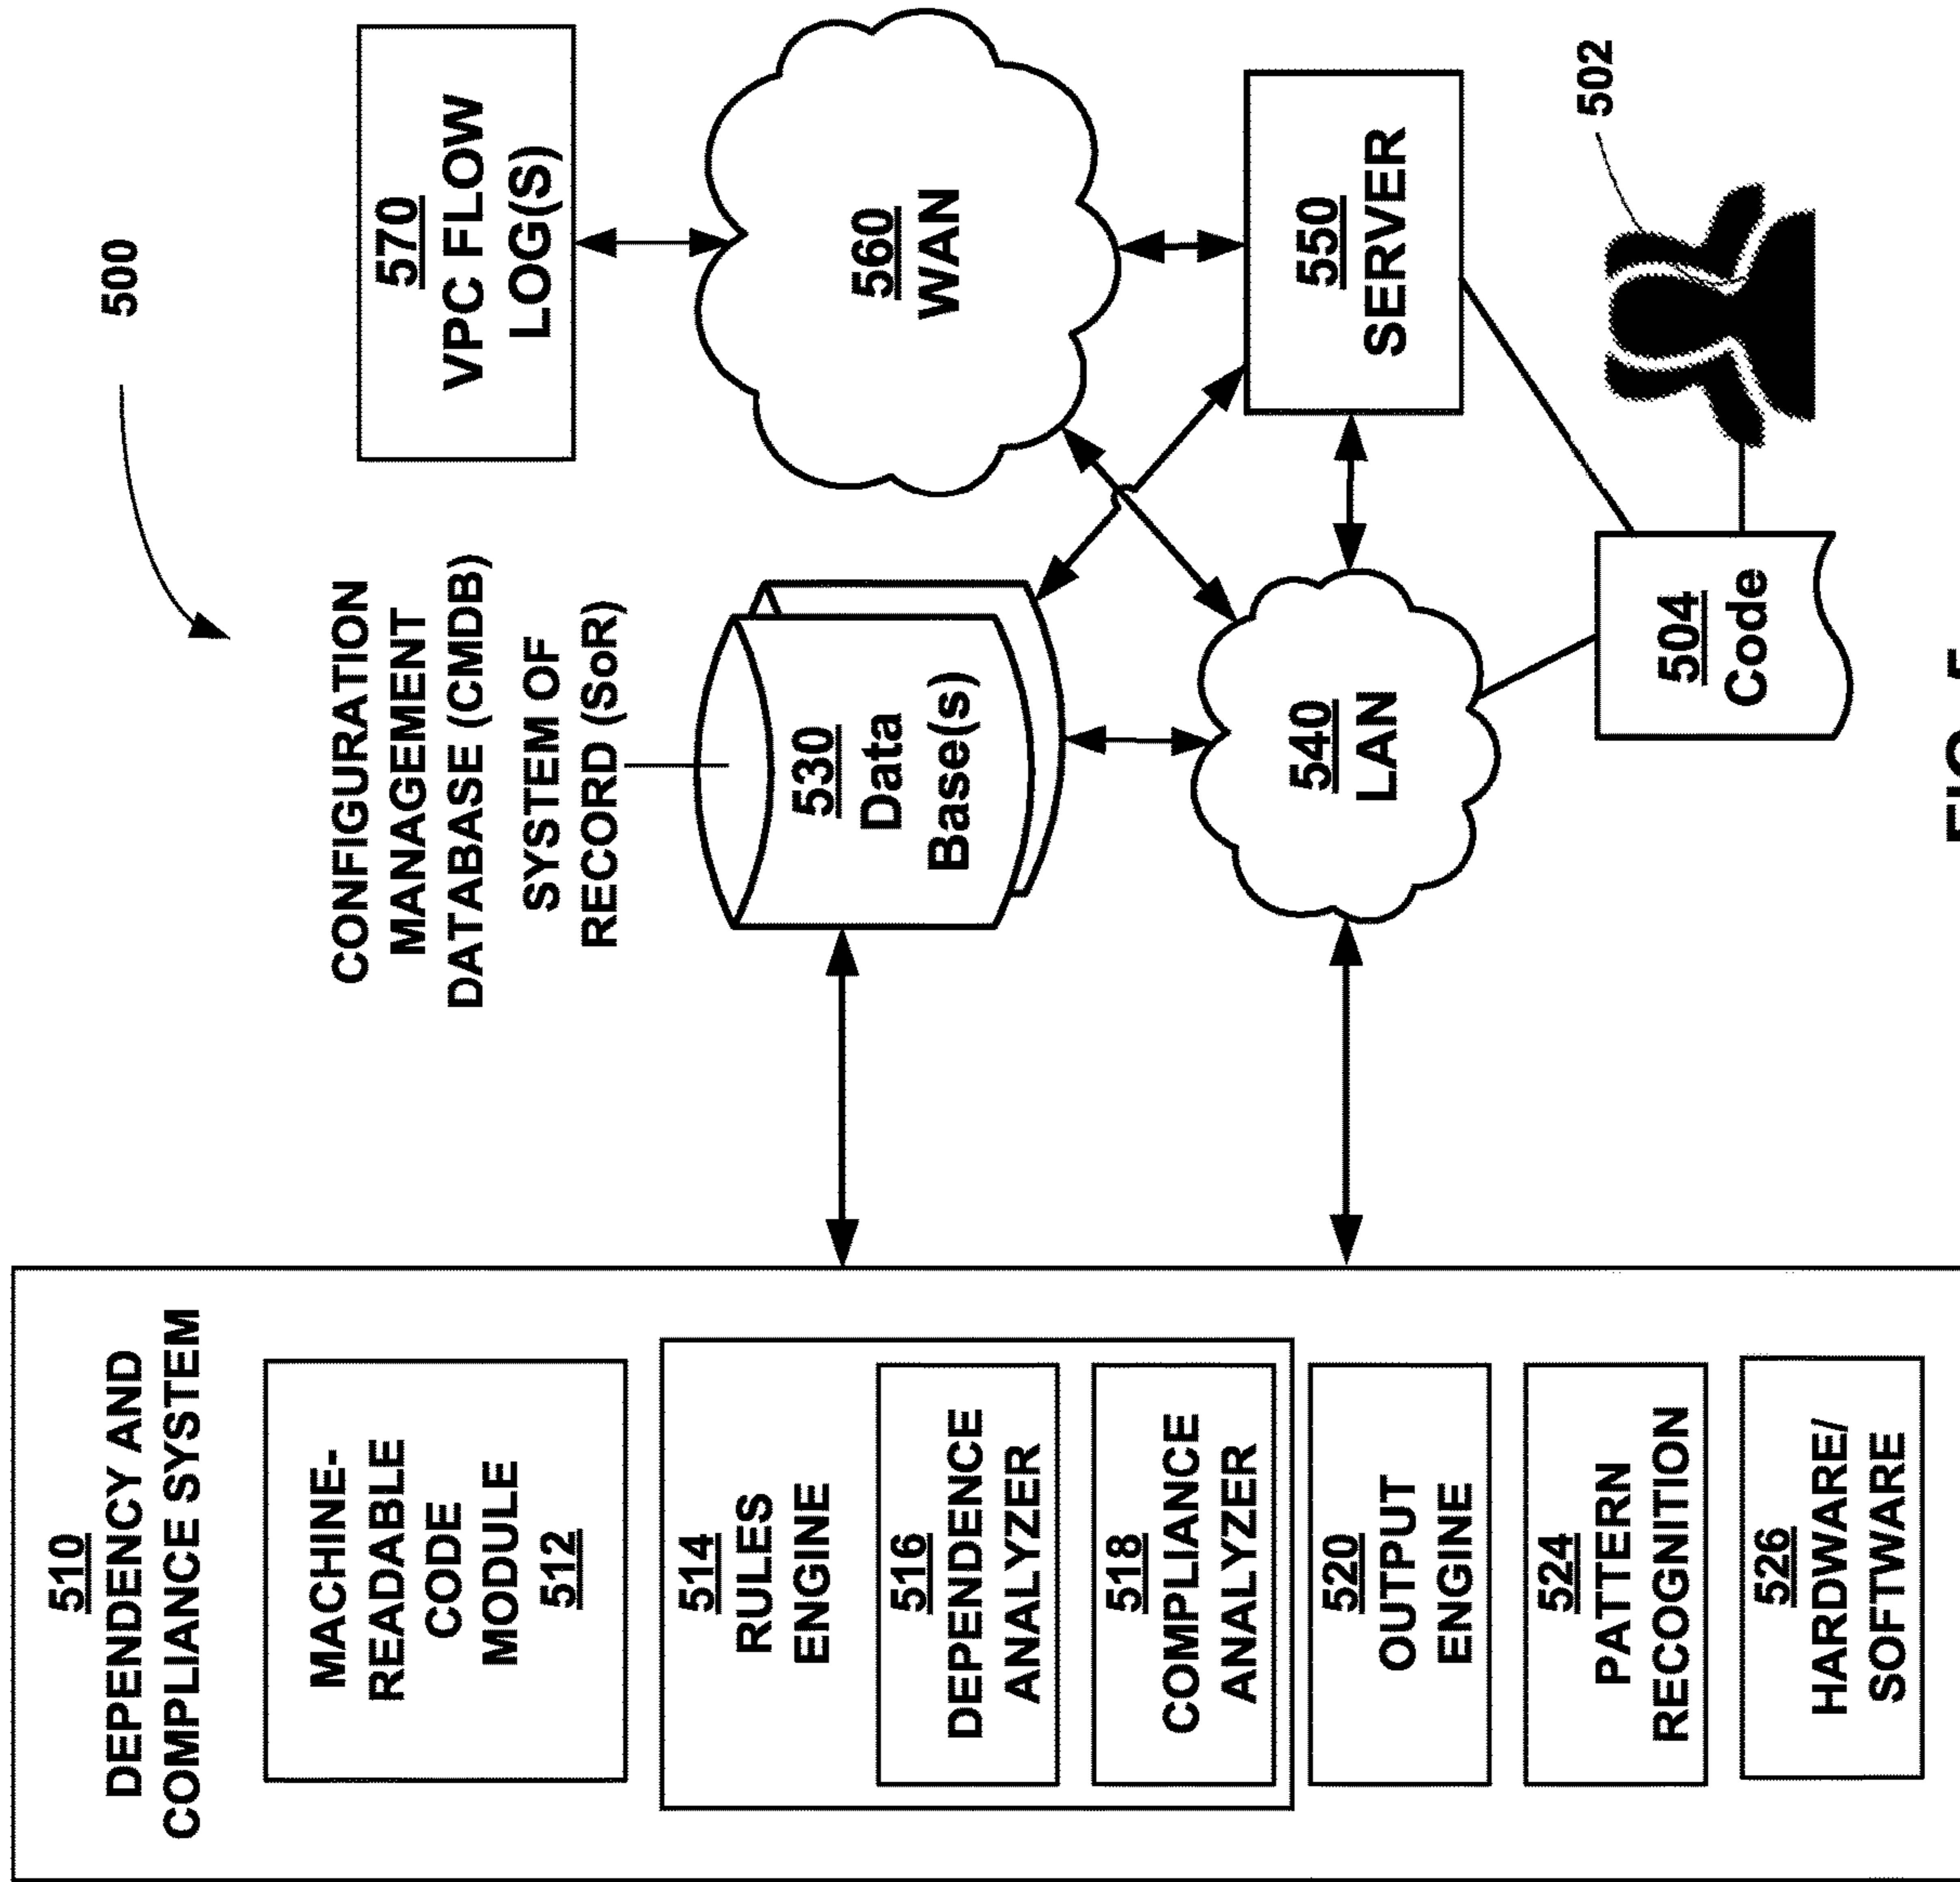 500
510
DEPENDENCY AND
COMPLIANCE SYSTEM
MACHINE-
READABLE
CODE
MODULE
512
514
RULES
ENGINE
516
DEPENDENCE
ANALYZER
518
COMPLIANCE
ANALYZER
520
OUTPUT
ENGINE
524
PATTERN
RECOGNITION
526
HARDWARE/
SOFTWARE
CONFIGURATION
MANAGEMENT
DATABASE (CMDB)
SYSTEM OF
RECORD (SoR)
530
Data
Base(s)
540
LAN
504
Code
570
VPC FLOW
LOG(S)
560
WAN
550
SERVER
502